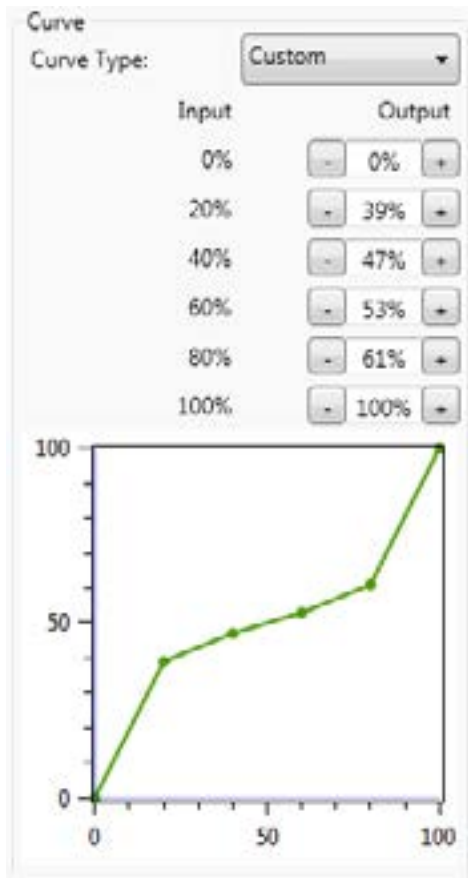 Curve
Curve Type: Custom
Input Output
0% - 0% +
20% - 39% +
40% - 47% +
60% - 53% +
80% - 61% +
100% - 100% +
100
50
0
0 50 100